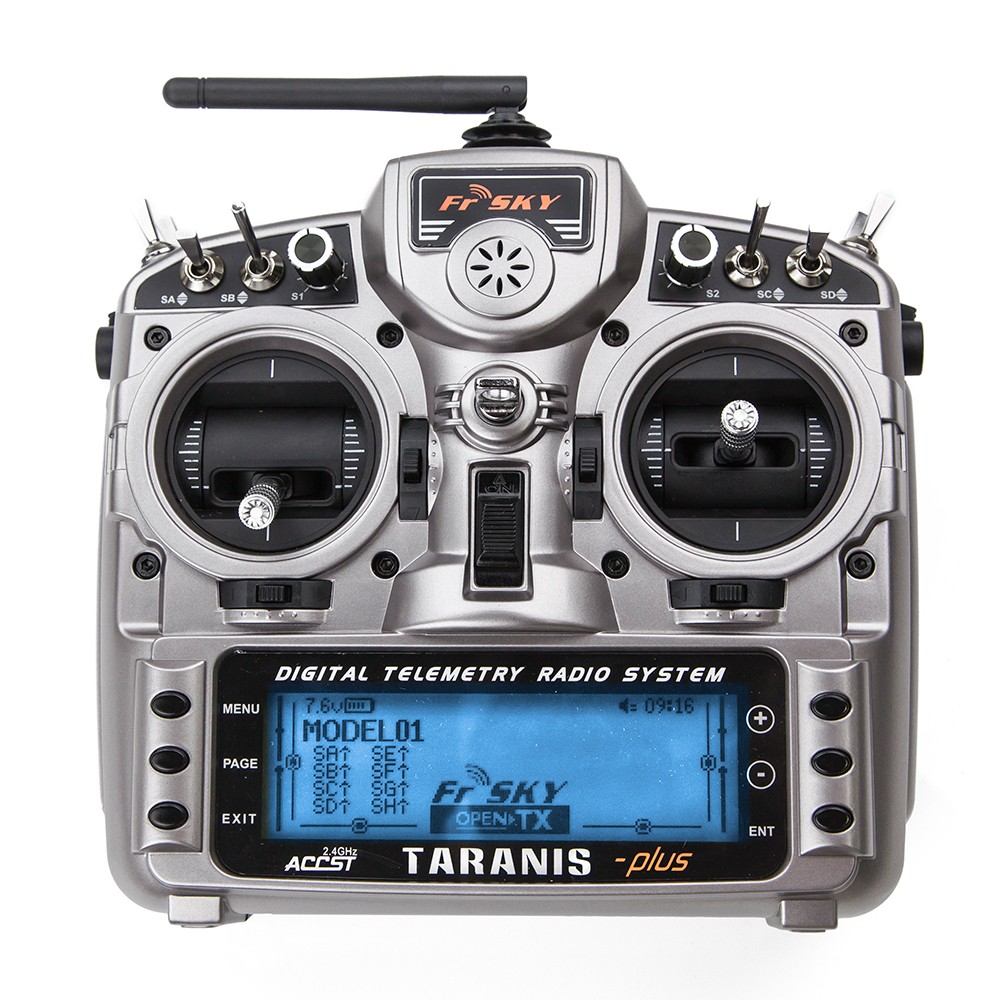 FrSKY
SA SB S1 S2 SC SD
ON
DIGITAL TELEMETRY RADIO SYSTEM
MENU
PAGE
EXIT
7.6V 09:16
MODEL01
SA↑ SE↑
SB↑ SF↑
SC↑ SG↑
SD↑ SH↑
FrSKY
OPEN TX
+
-
ENT
2.4GHz
ACCST TARANIS -plus